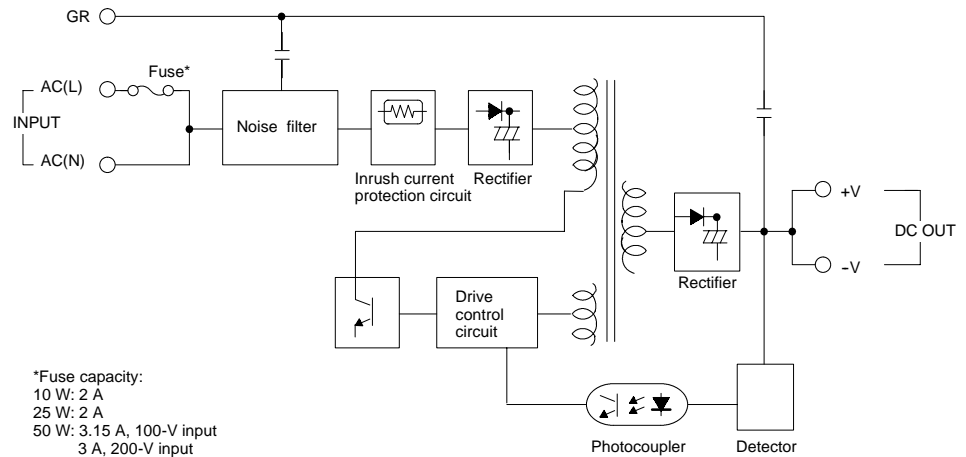 GR
AC(L)
Fuse*
INPUT
Noise filter
AC(N)
Inrush current
protection circuit
Rectifier
+V
DC OUT
−V
Rectifier
Drive
control
circuit
*Fuse capacity:
10 W: 2 A
25 W: 2 A
50 W: 3.15 A, 100-V input
3 A, 200-V input
Photocoupler
Detector